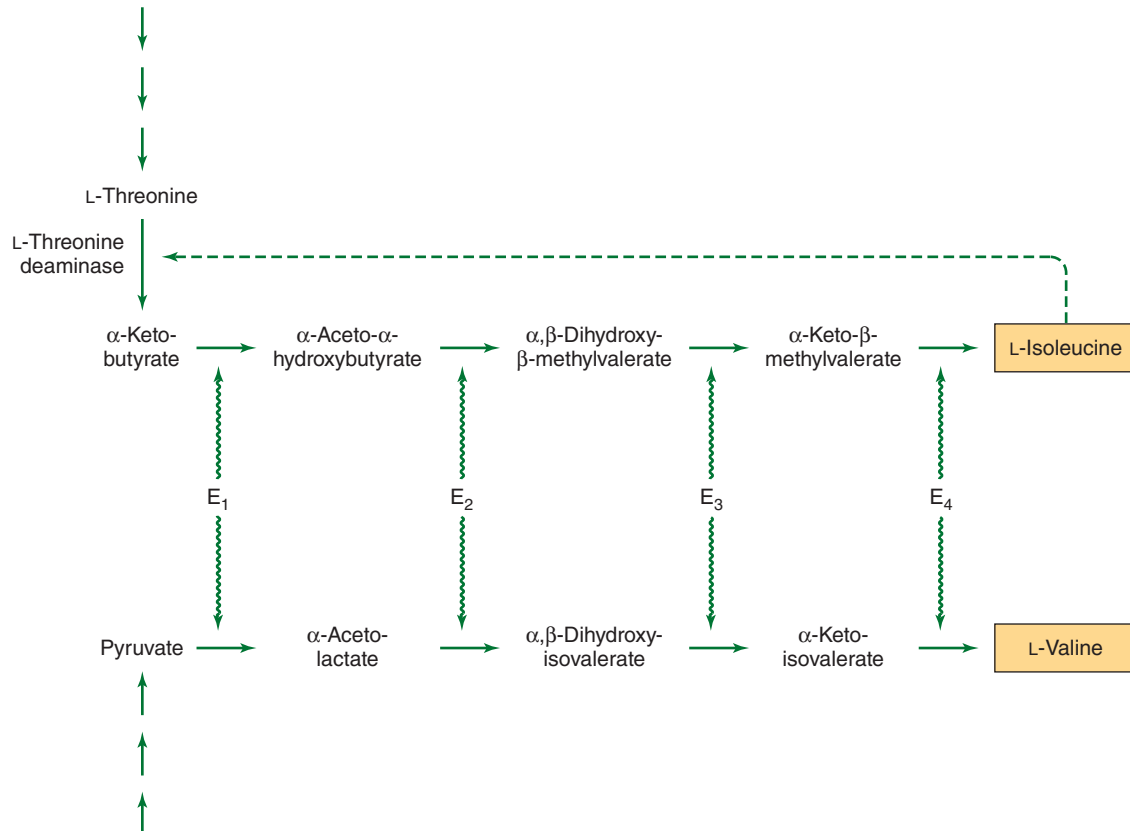 L-Threonine
L-Threonine
deaminase
α-Keto-
butyrate
α-Aceto-α-
hydroxybutyrate
α,β-Dihydroxy-
β-methylvalerate
α-Keto-β-
methylvalerate
L-Isoleucine
E1
E2
E3
E4
Pyruvate
α-Aceto-
lactate
α,β-Dihydroxy-
isovalerate
α-Keto-
isovalerate
L-Valine